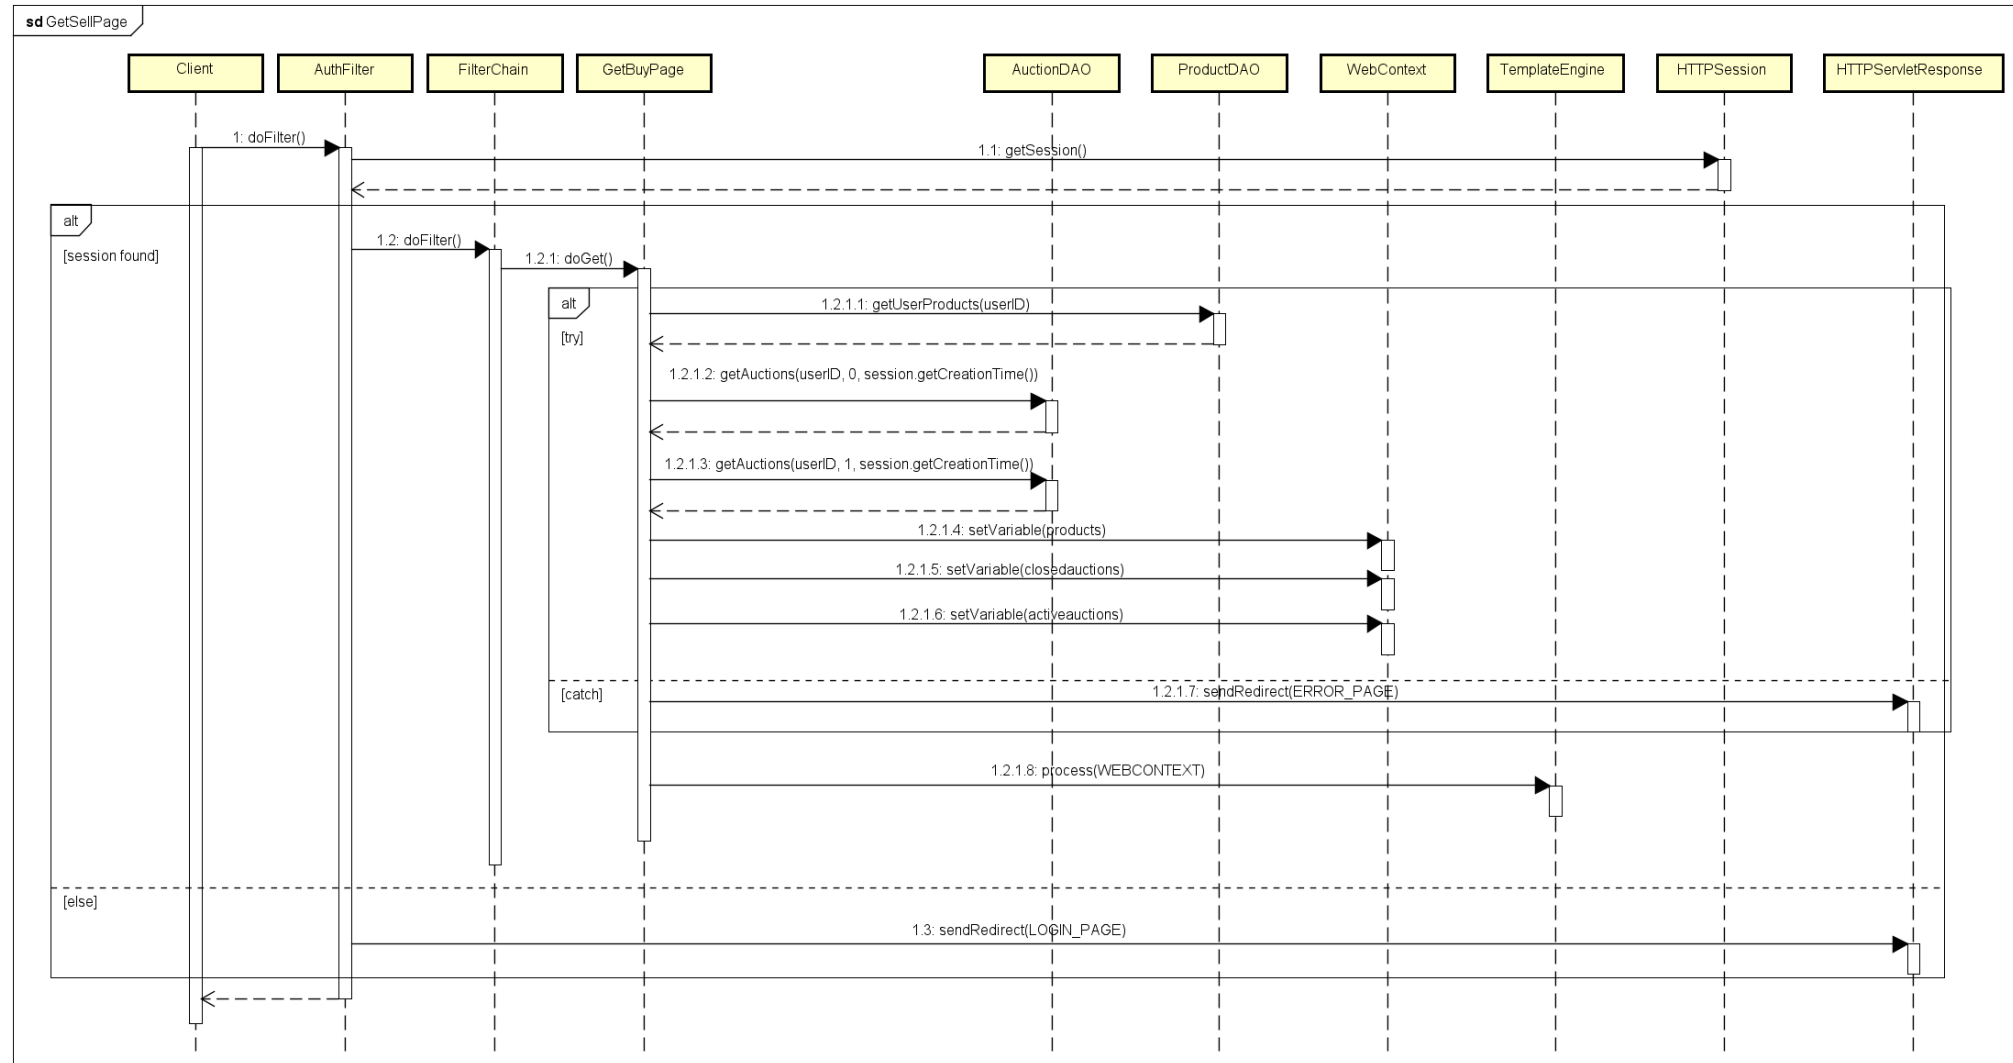 sd GetSellPage
Client
AuthFilter
FilterChain
GetBuyPage
AuctionDAO
ProductDAO
WebContext
TemplateEngine
HTTPSession
HTTPServletResponse
1: doFilter()
1.1: getSession()
alt
[session found]
1.2: doFilter()
1.2.1: doGet()
alt
[try]
1.2.1.1: getUserProducts(userID)
1.2.1.2: getAuctions(userID, 0, session.getCreationTime())
1.2.1.3: getAuctions(userID, 1, session.getCreationTime())
1.2.1.4: setVariable(products)
1.2.1.5: setVariable(closedauctions)
1.2.1.6: setVariable(activeauctions)
[catch]
1.2.1.7: sendRedirect(ERROR_PAGE)
1.2.1.8: process(WEBCONTEXT)
[else]
1.3: sendRedirect(LOGIN_PAGE)